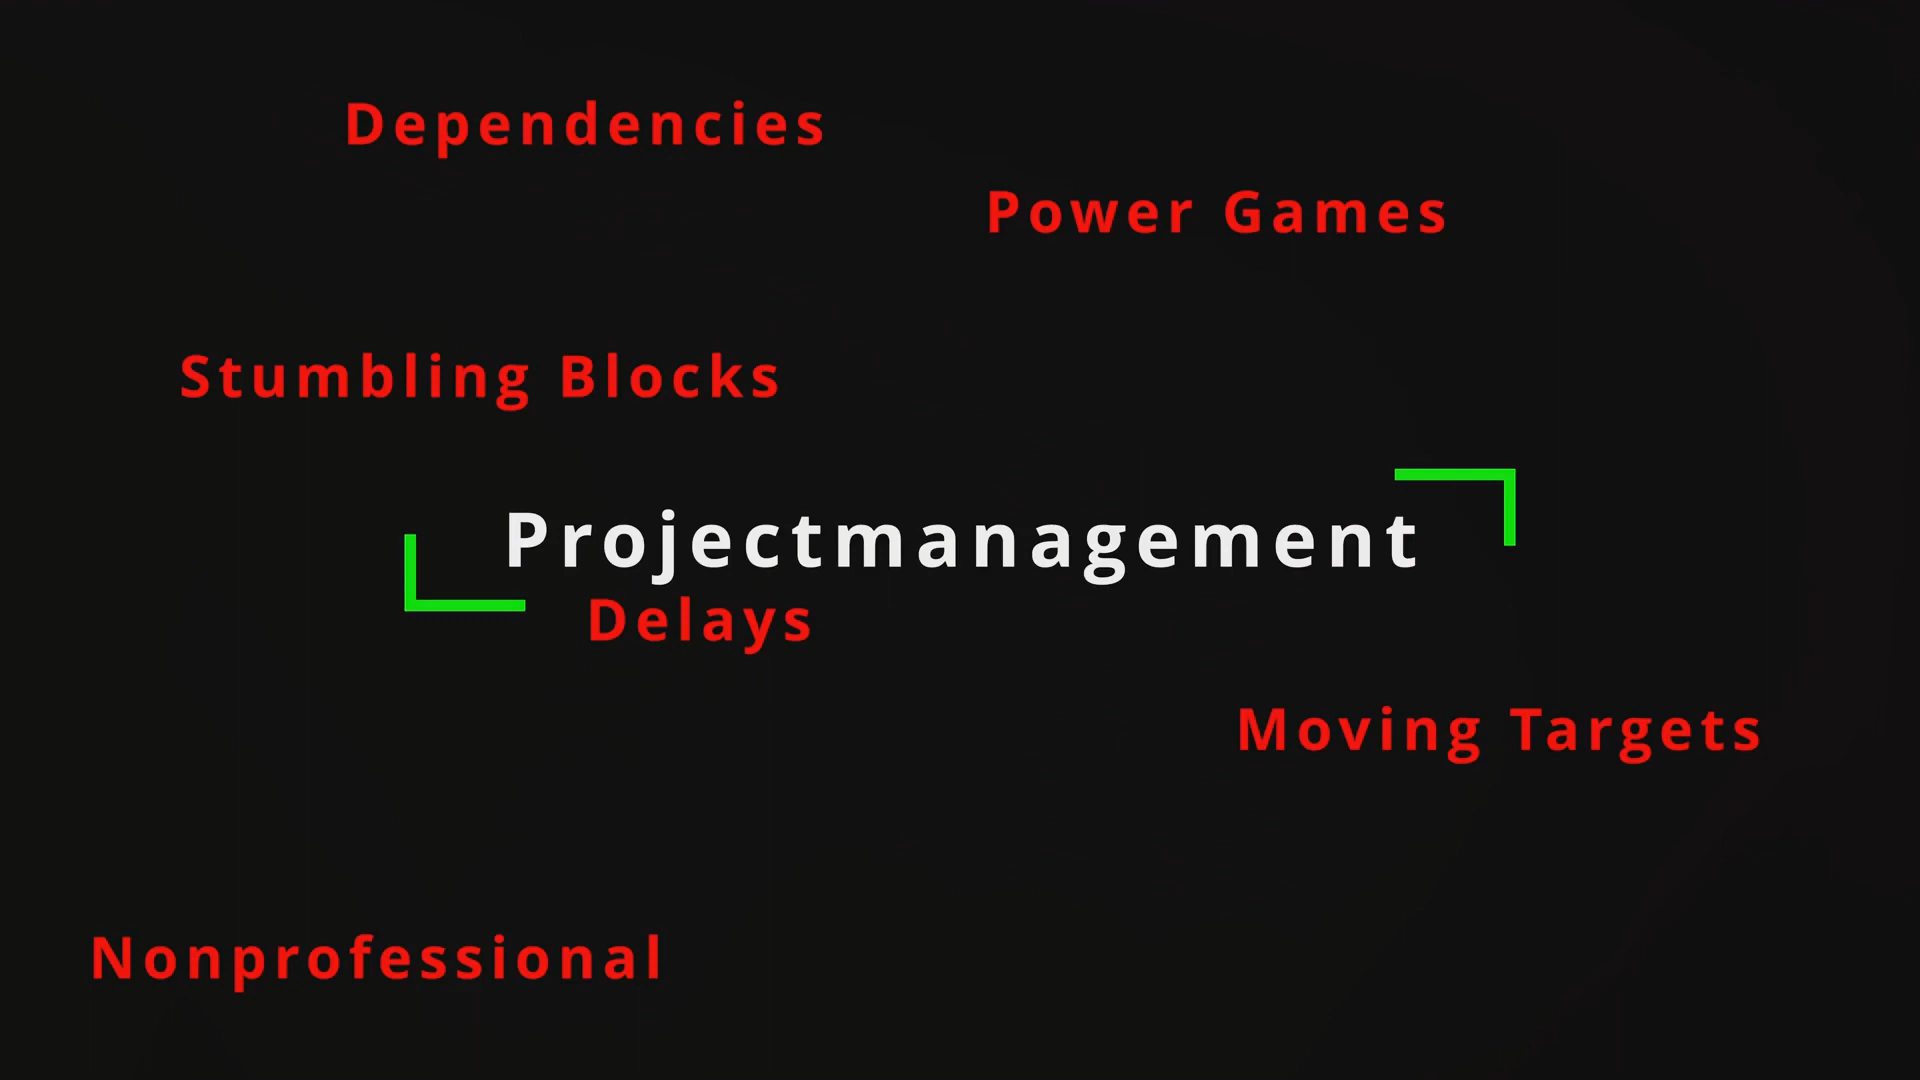 Dependencies
Power Games
Stumbling Blocks
Projectmanagement
Delays
Moving Targets
Nonprofessional